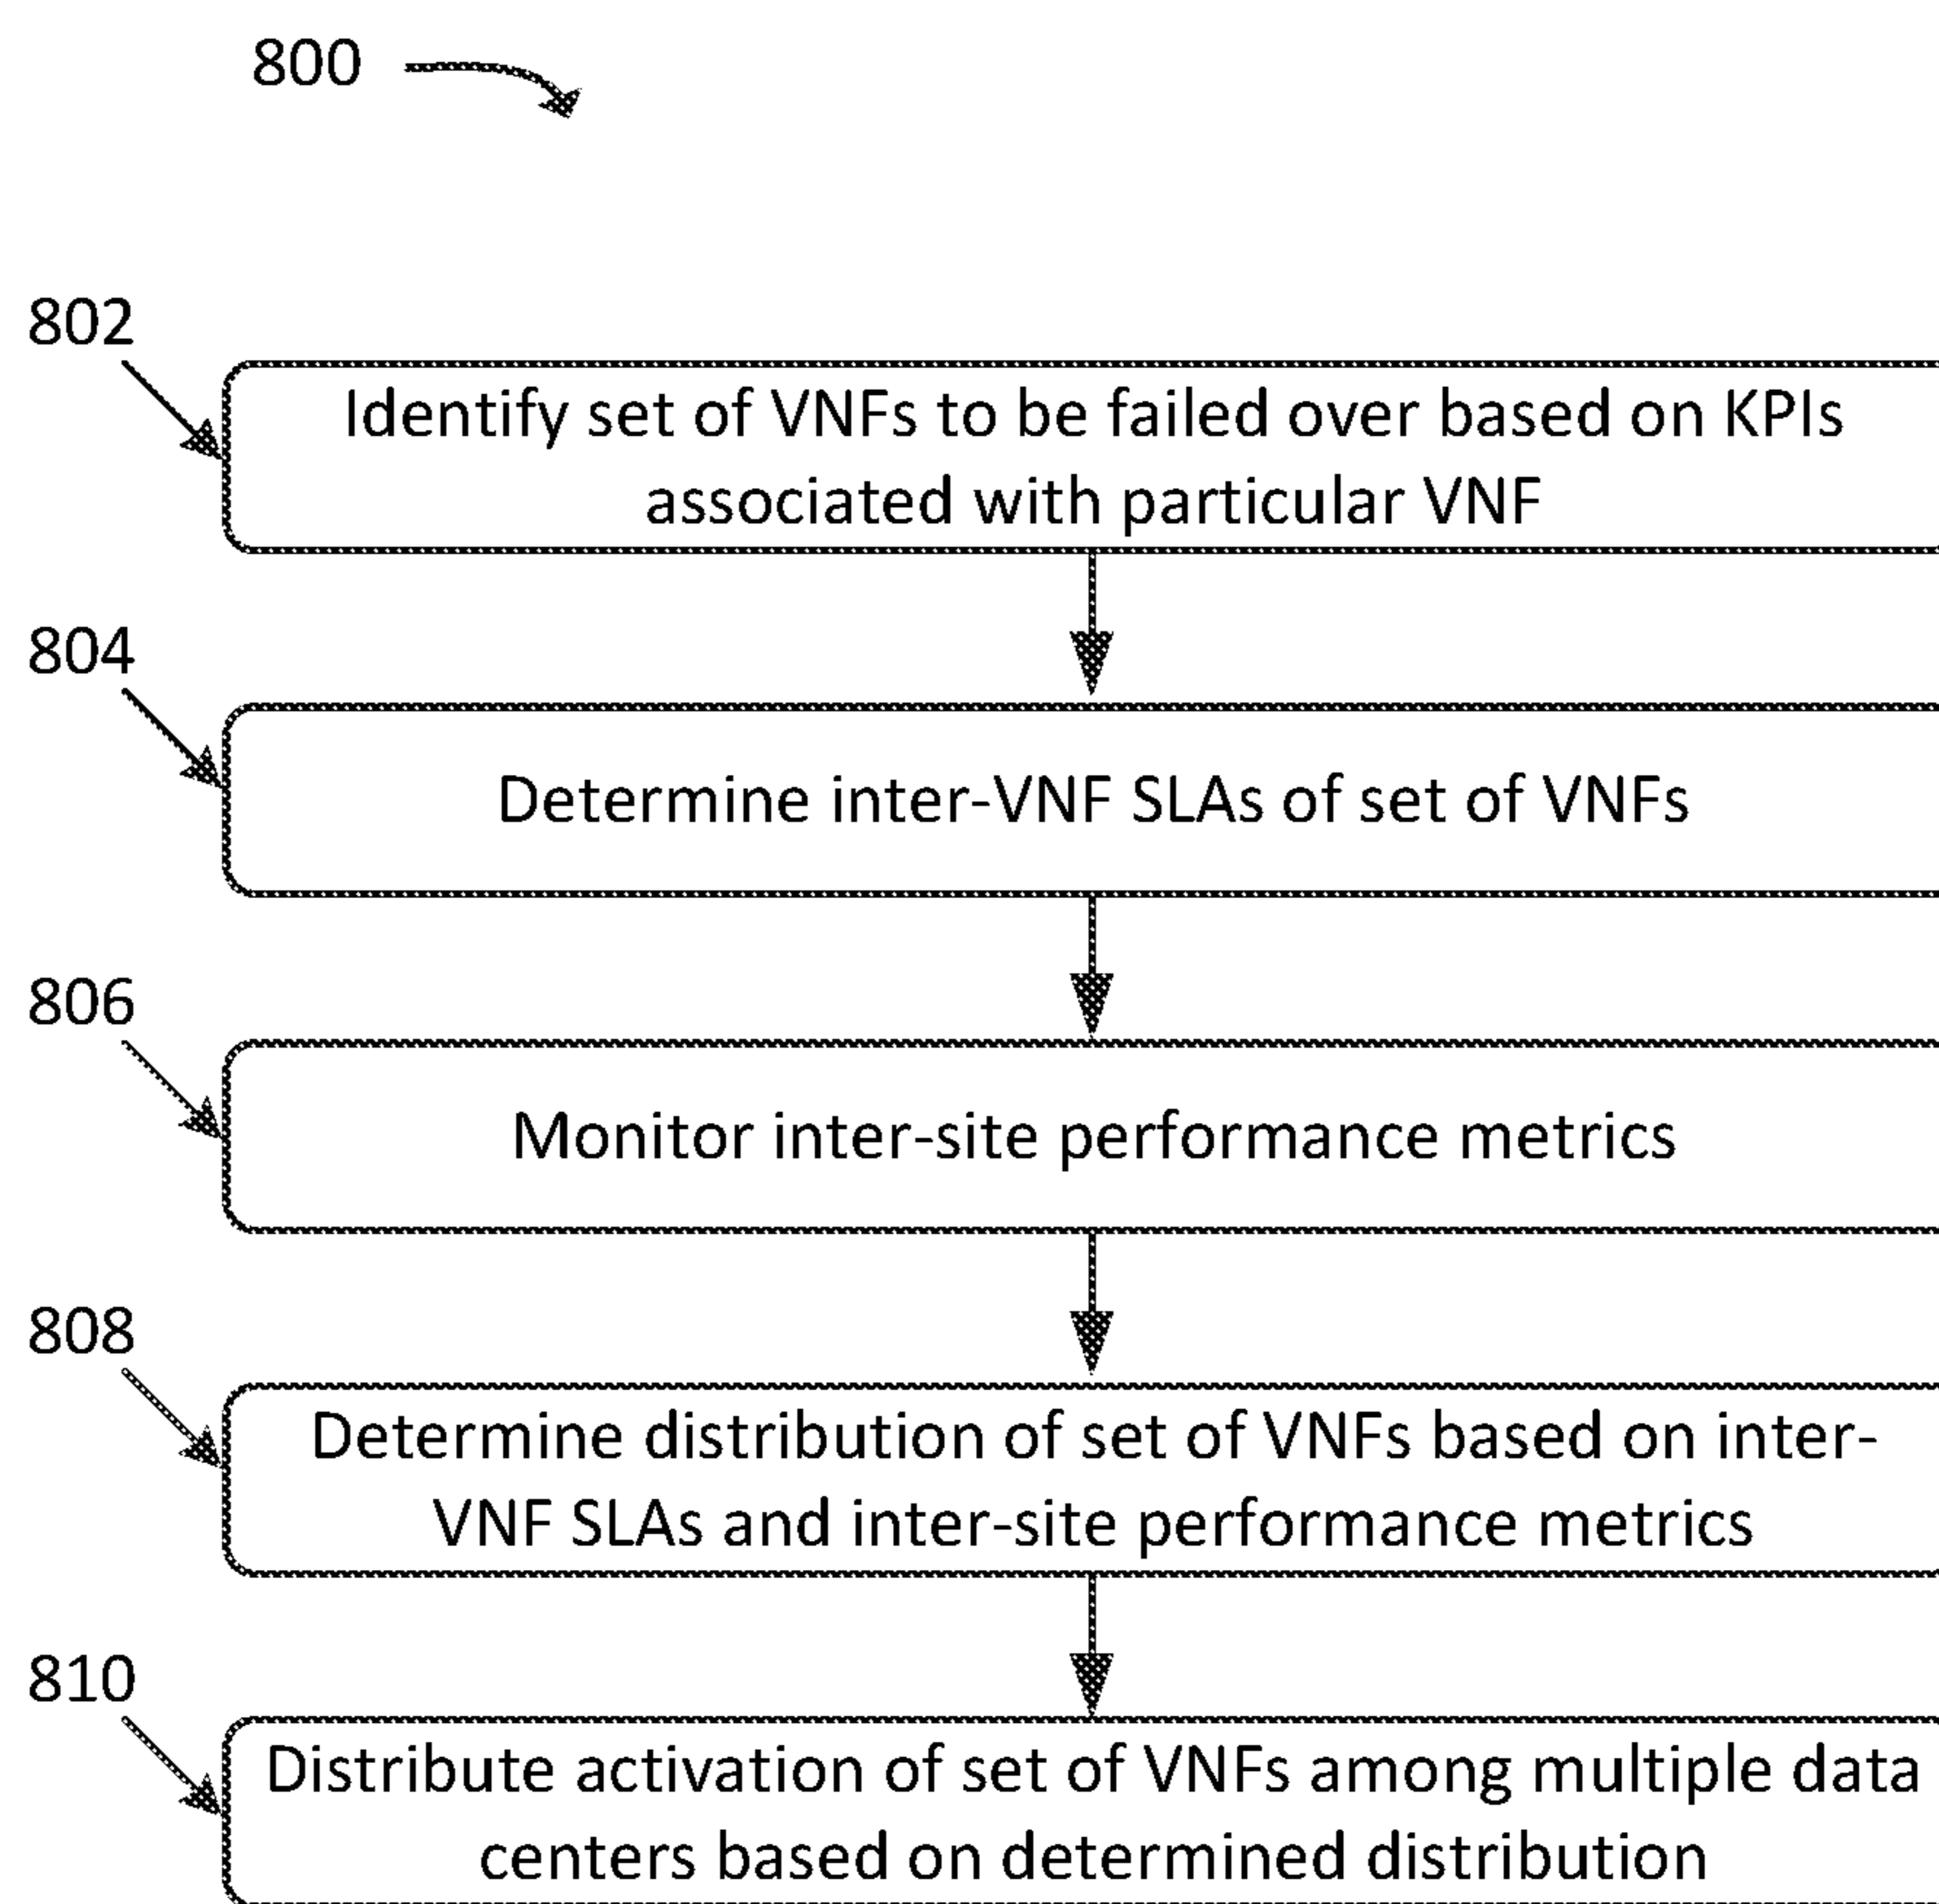 800
802
Identify set of VNFs to be failed over based on KPIs
associated with particular VNF
804
Determine inter-VNF SLAs of set of VNFs
806
Monitor inter-site performance metrics
808
Determine distribution of set of VNFs based on inter-
VNF SLAs and inter-site performance metrics
810
Distribute activation of set of VNFs among multiple data
centers based on determined distribution